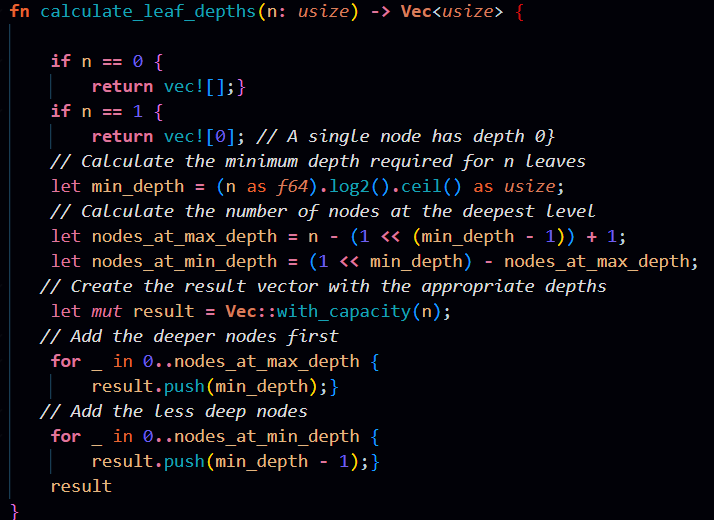 fn calculate_leaf_depths(n: usize) -> Vec<usize> {
if n == 0 {
return vec![];}
if n == 1 {
return vec![0]; // A single node has depth 0}
// Calculate the minimum depth required for n leaves
let min_depth = (n as f64).log2().ceil() as usize;
// Calculate the number of nodes at the deepest level
let nodes_at_max_depth = n - (1 << (min_depth - 1)) + 1;
let nodes_at_min_depth = (1 << min_depth) - nodes_at_max_depth;
// Create the result vector with the appropriate depths
let mut result = Vec::with_capacity(n);
// Add the deeper nodes first
for _ in 0..nodes_at_max_depth {
result.push(min_depth);}
// Add the less deep nodes
for _ in 0..nodes_at_min_depth {
result.push(min_depth - 1);}
result
}